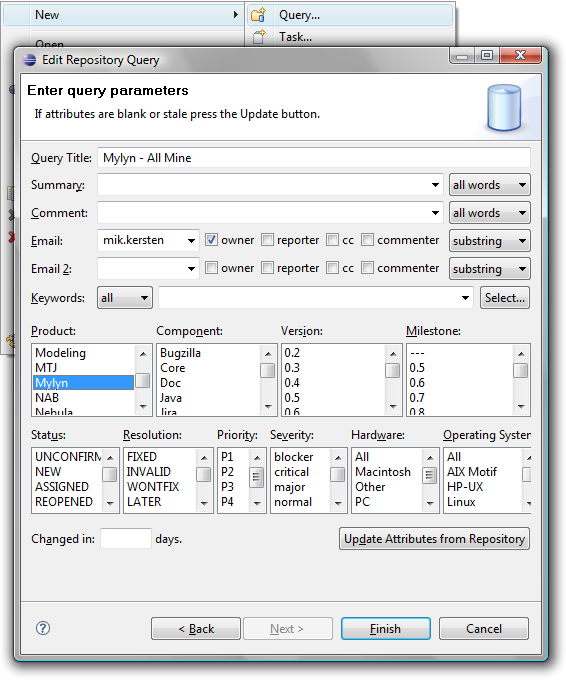 New
Query...
Open
Task...
Edit Repository Query
Enter query parameters
If attributes are blank or stale press the Update button.
Query Title: Mylyn - All Mine
Summary: all words
Comment: all words
Email: mik.kersten owner reporter cc commenter substring
Email 2: owner reporter cc commenter substring
Keywords: all Select...
Product: Component: Version: Milestone:
Modeling Bugzilla 0.2 ---
MTJ Core 0.3 0.5
Mylyn Doc 0.4 0.6
NAB Java 0.5 0.7
Nebula Jira 0.6 0.8
Status: Resolution: Priority: Severity: Hardware: Operating System
UNCONFIRM FIXED P1 blocker All All
NEW INVALID P2 critical Macintosh AIX Motif
ASSIGNED WONTFIX P3 major Other HP-UX
REOPENED LATER P4 normal PC Linux
Changed in: days. Update Attributes from Repository
? < Back Next > Finish Cancel